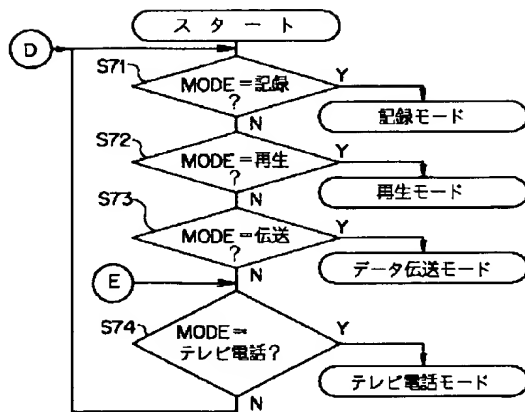 スタート
D
S71
MODE=記録
?
Y
記録モード
N
S72
MODE=再生
?
Y
再生モード
N
S73
MODE=伝送
?
Y
データ伝送モード
N
E
S74
MODE=
テレビ電話?
Y
テレビ電話モード
N